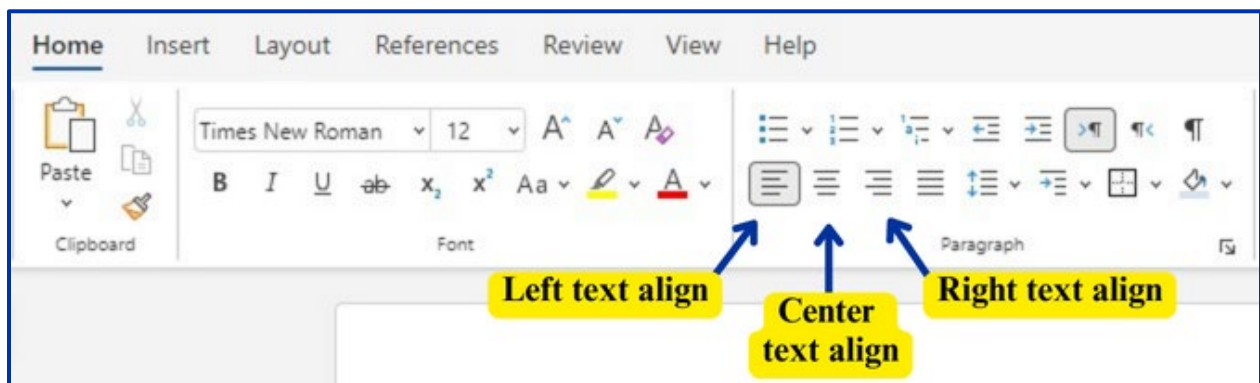 Home Insert Layout References Review View Help
Times New Roman 12 A A A
Paste B I U ab x2 x2 Aa A
Clipboard Font Paragraph
Left text align Center Right text align
text align